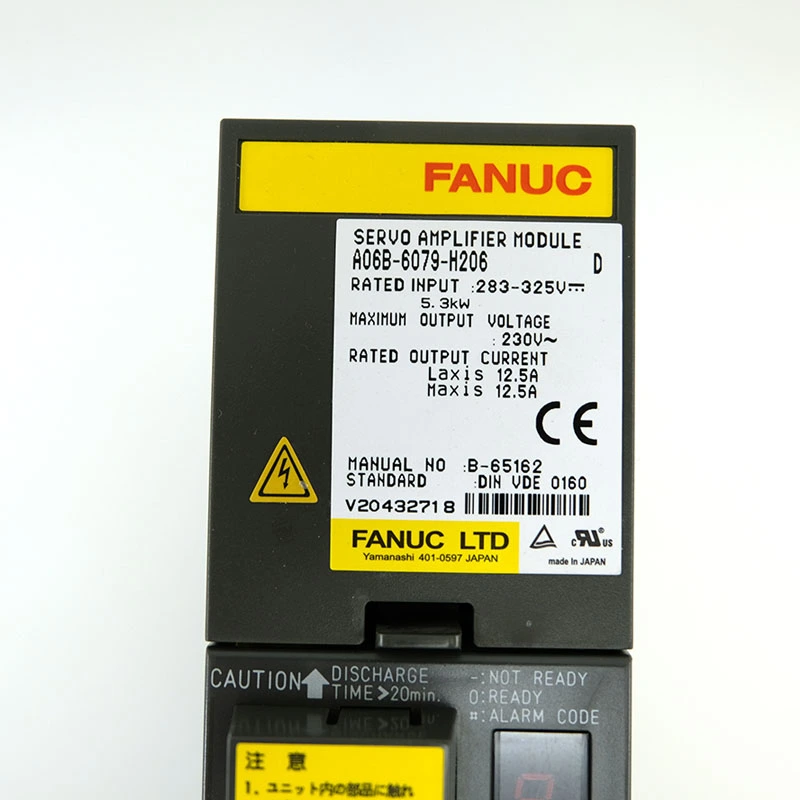 FANUC
SERVO AMPLIFIER MODULE
A06B-6079-H206 D
RATED INPUT :283-325V⎓
5.3kW
MAXIMUM OUTPUT VOLTAGE
:230V~
RATED OUTPUT CURRENT
Laxis 12.5A
Maxis 12.5A
CE
MANUAL NO :B-65162
STANDARD :DIN VDE 0160
V20432718
FANUC LTD
Yamanashi 401-0597 JAPAN
c RU ® US
made In JAPAN
CAUTION DISCHARGE
TIME>20min.
-:NOT READY
0:READY
#:ALARM CODE
注 意
1. ユニット内の部品に触れ